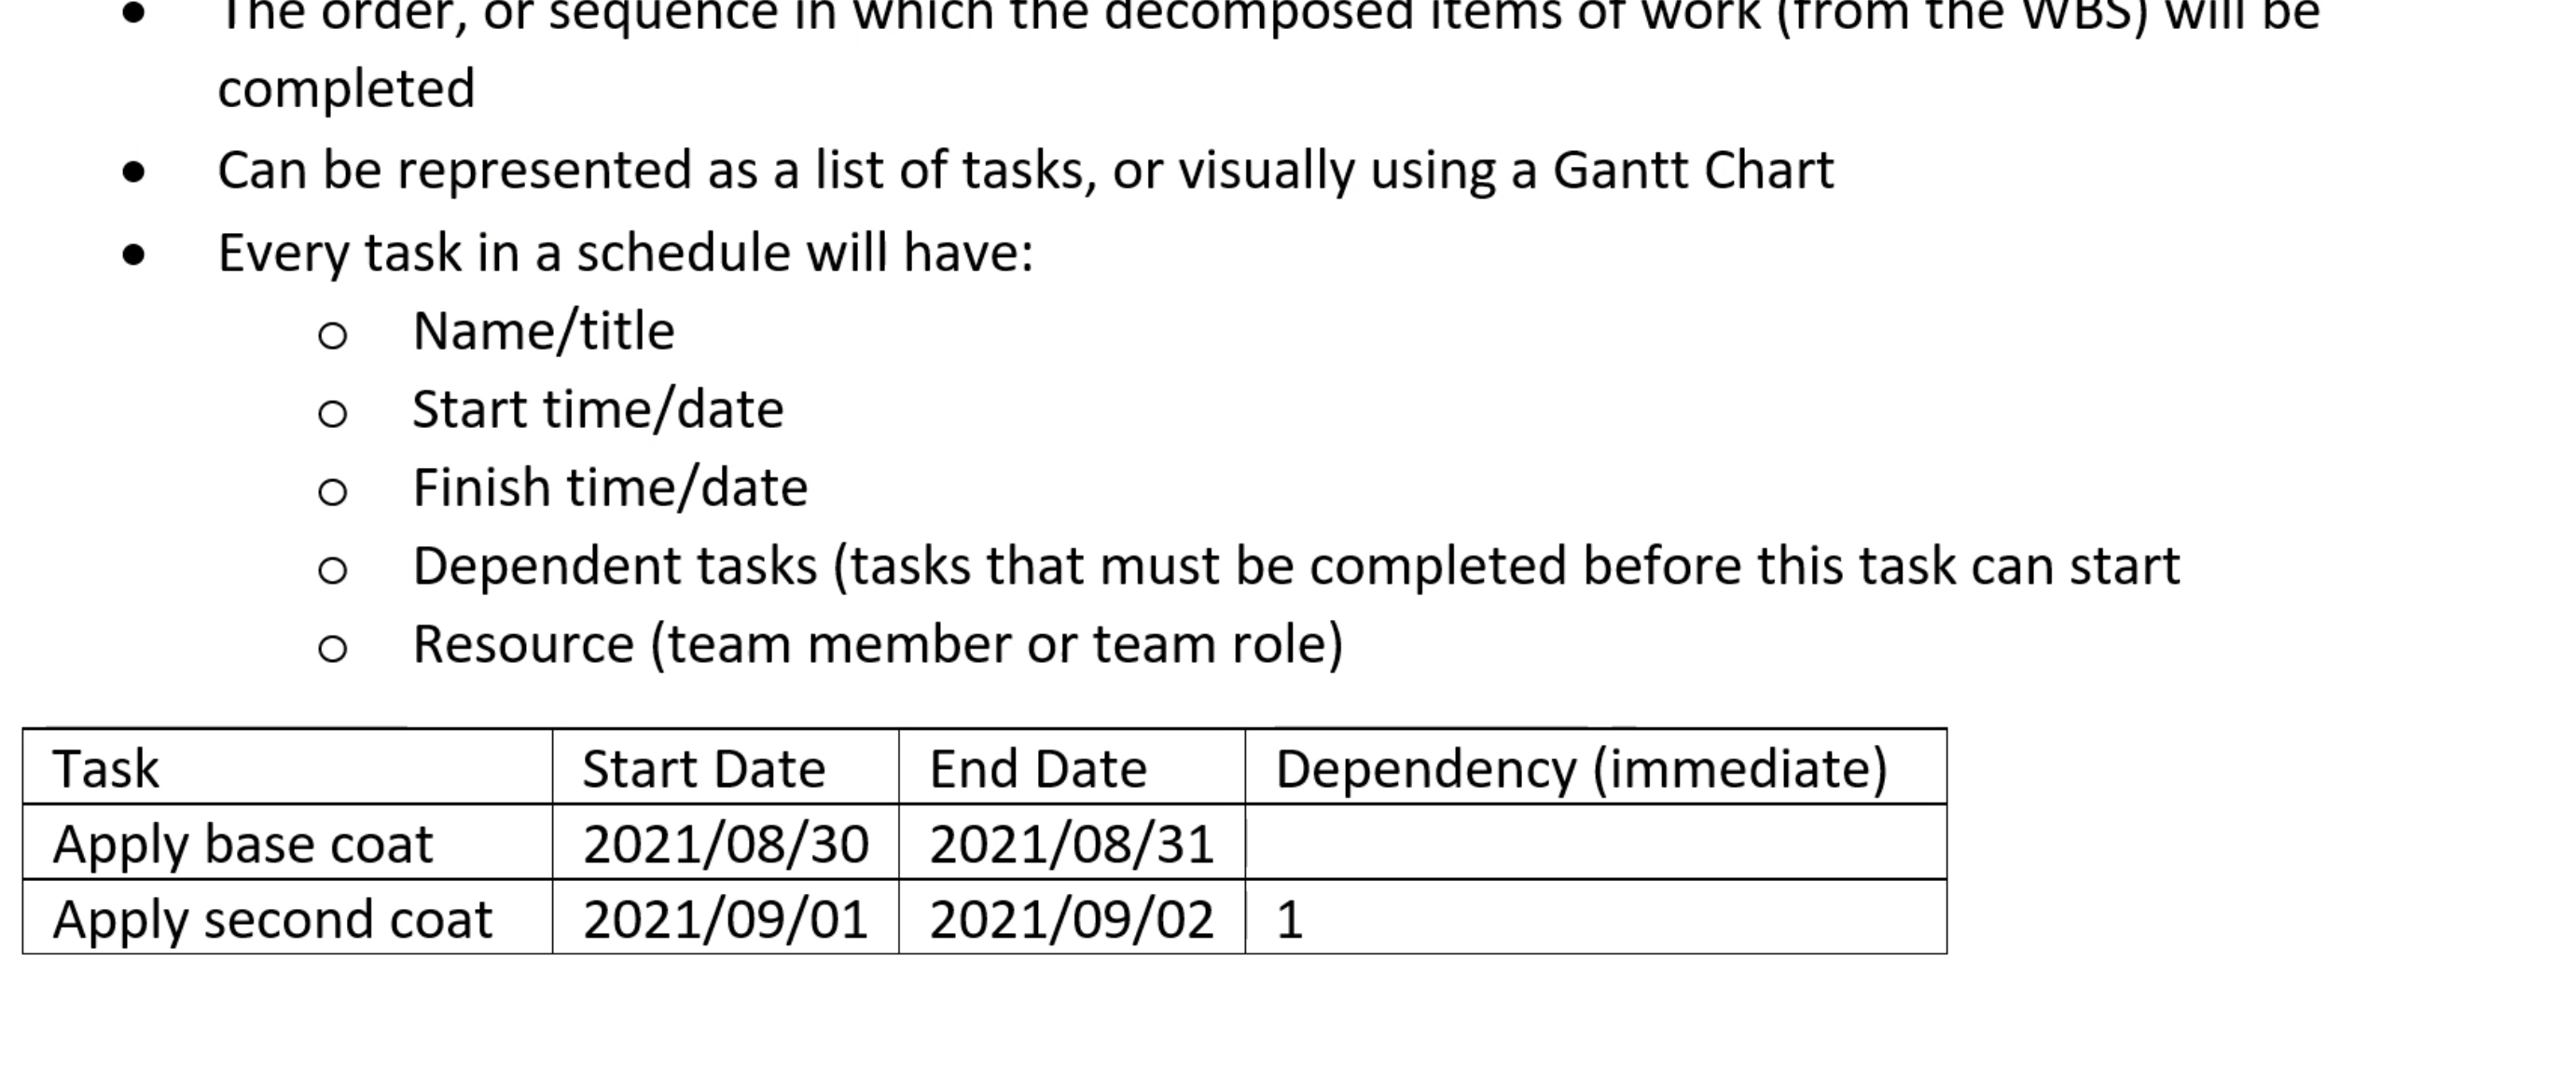 • The order, or sequence in which the decomposed items of work (from the WBS) will be
completed
• Can be represented as a list of tasks, or visually using a Gantt Chart
• Every task in a schedule will have:
o Name/title
o Start time/date
o Finish time/date
o Dependent tasks (tasks that must be completed before this task can start
o Resource (team member or team role)
Task Start Date End Date Dependency (immediate)
Apply base coat 2021/08/30 2021/08/31
Apply second coat 2021/09/01 2021/09/02 1